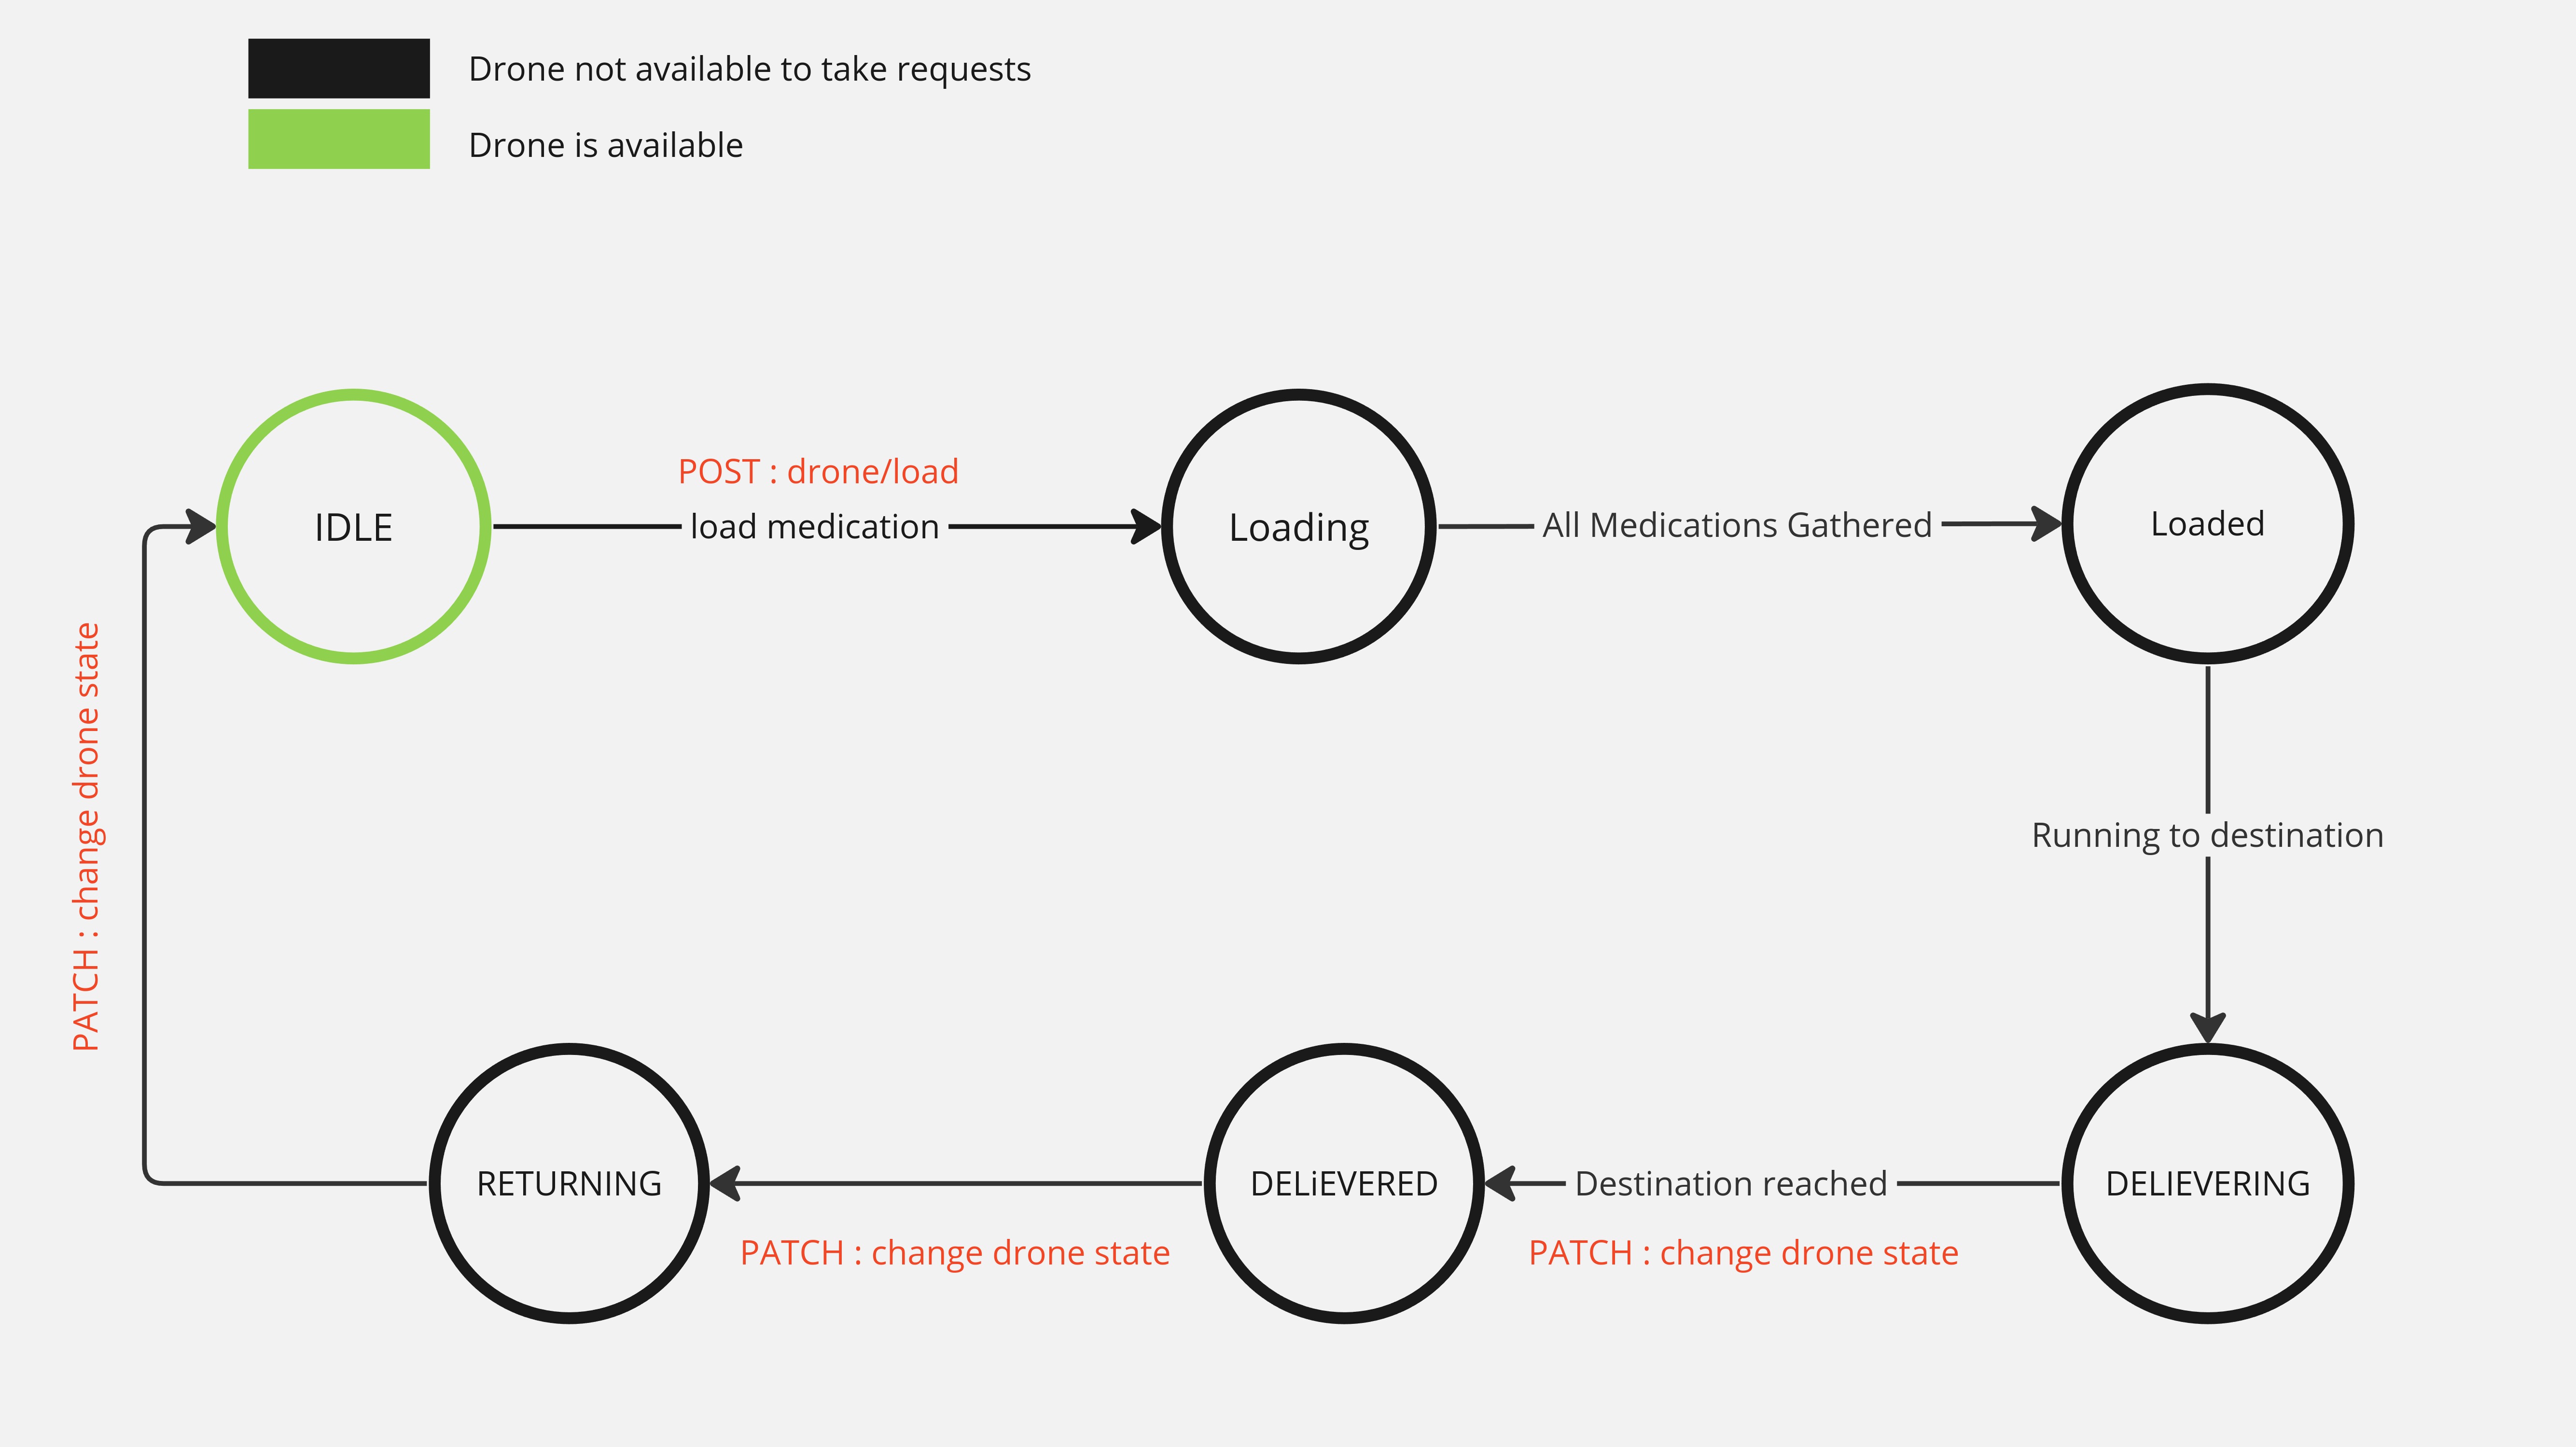 Drone not available to take requests
Drone is available
POST : drone/load
IDLE
load medication
Loading
All Medications Gathered
Loaded
PATCH : change drone state
Running to destination
RETURNING
DELiEVERED
Destination reached
DELIEVERING
PATCH : change drone state
PATCH : change drone state